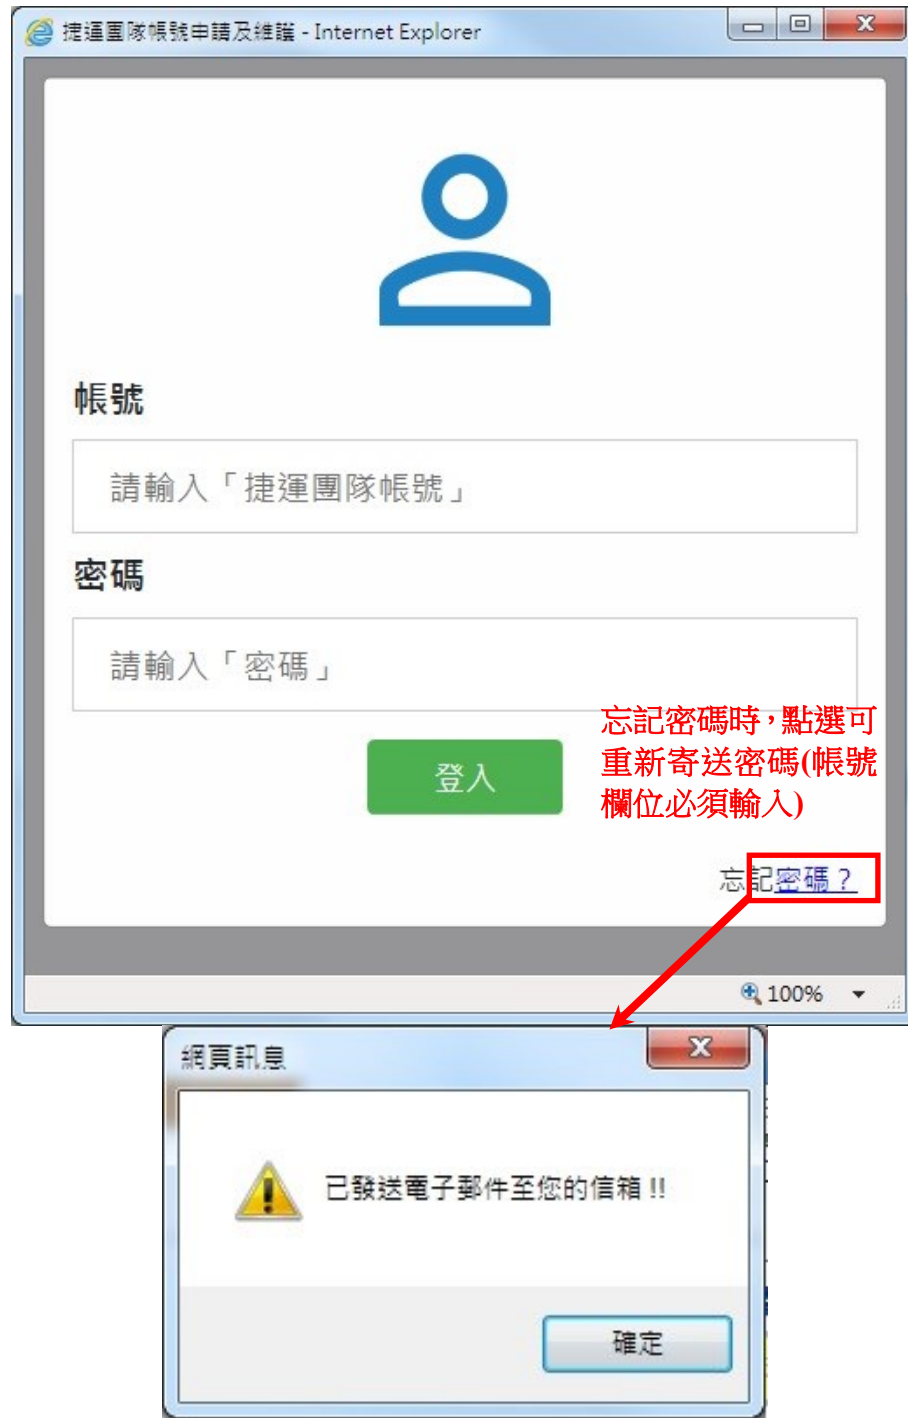 捷運團隊帳號申請及維護 - Internet Explorer
帳號
請輸入「捷運團隊帳號」
密碼
請輸入「密碼」
忘記密碼時，點選可
重新寄送密碼(帳號
欄位必須輸入)
登入
忘記密碼？
100%
網頁訊息
已發送電子郵件至您的信箱 !!
確定